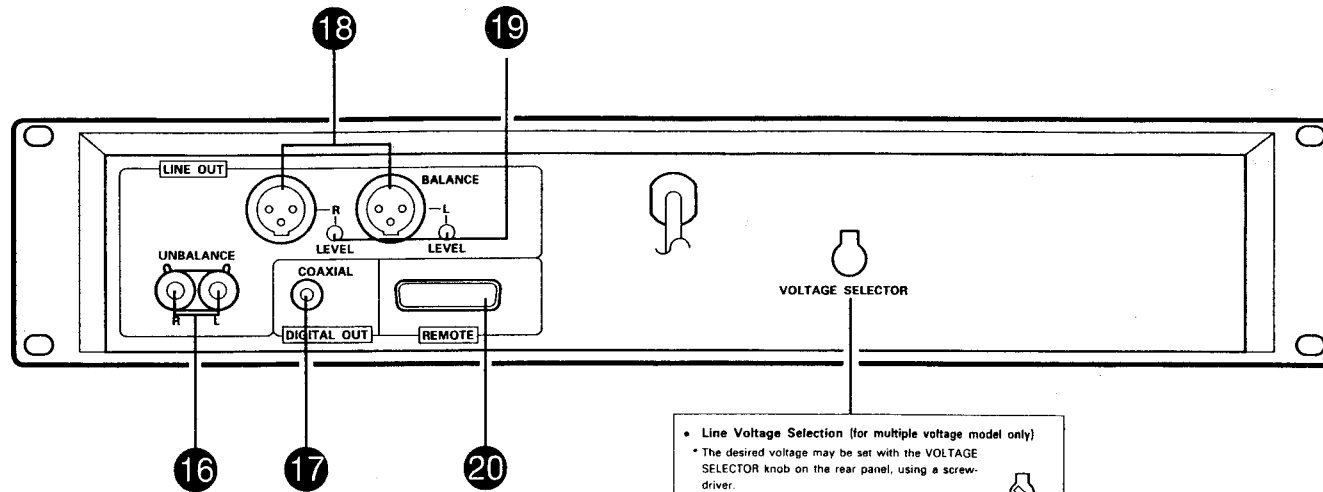 18 19
LINE OUT
BALANCE
R L
LEVEL LEVEL
UNBALANCE
COAXIAL
R L
DIGITAL OUT REMOTE
VOLTAGE SELECTOR
16 17 20
• Line Voltage Selection (for multiple voltage model only)
* The desired voltage may be set with the VOLTAGE
SELECTOR knob on the rear panel, using a screw-
driver.